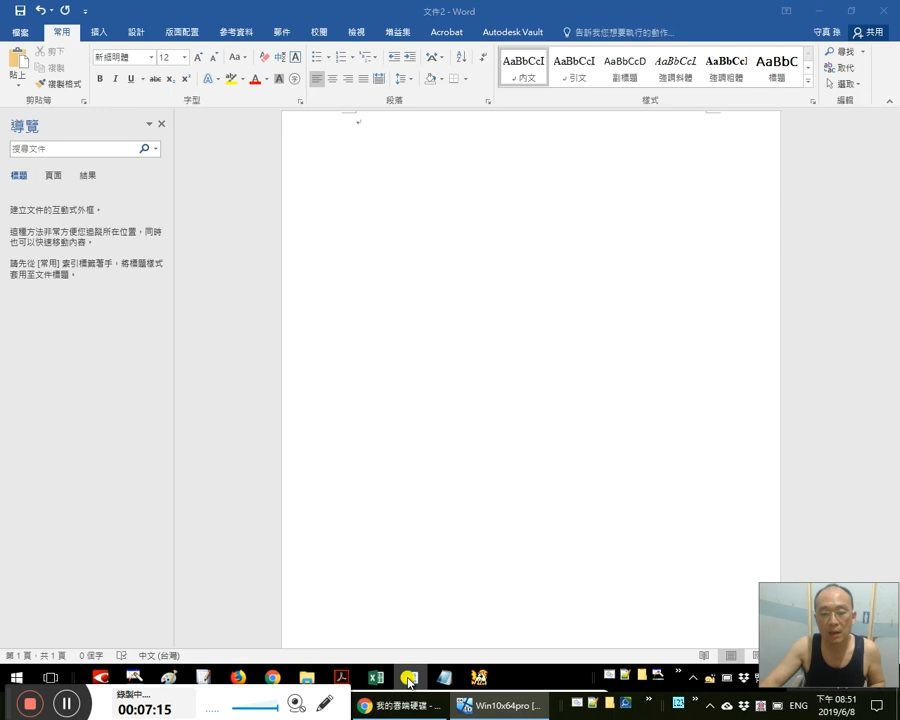 文件2 - Word
檔案 常用 插入 設計 版面配置 參考資料 郵件 校閱 檢視 增益集 Acrobat Autodesk Vault 告訴我您想要執行的動作... 守真 孫 共用
貼上
剪下
複製
複製格式
剪貼簿
新細明體 12
字型
段落
AaBbCcI AaBbCcI AaBbCcD AaBbCcL AaBbCcI AaBbC
內文 引文 副標題 強調斜體 強調粗體 標題
樣式
尋找
取代
選取
編輯
導覽
搜尋文件
標題 頁面 結果
建立文件的互動式外框。
這種方法非常方便您追蹤所在位置，同時
也可以快速移動內容。
請先從 [常用] 索引標籤著手，將標題樣式
套用至文件標題。
第 1 頁，共 1 頁 0 個字 中文 (台灣)
錄製中....
00:07:15
我的雲端硬碟 - ...
Win10x64pro [...
ENG
下午 08:51
2019/6/8